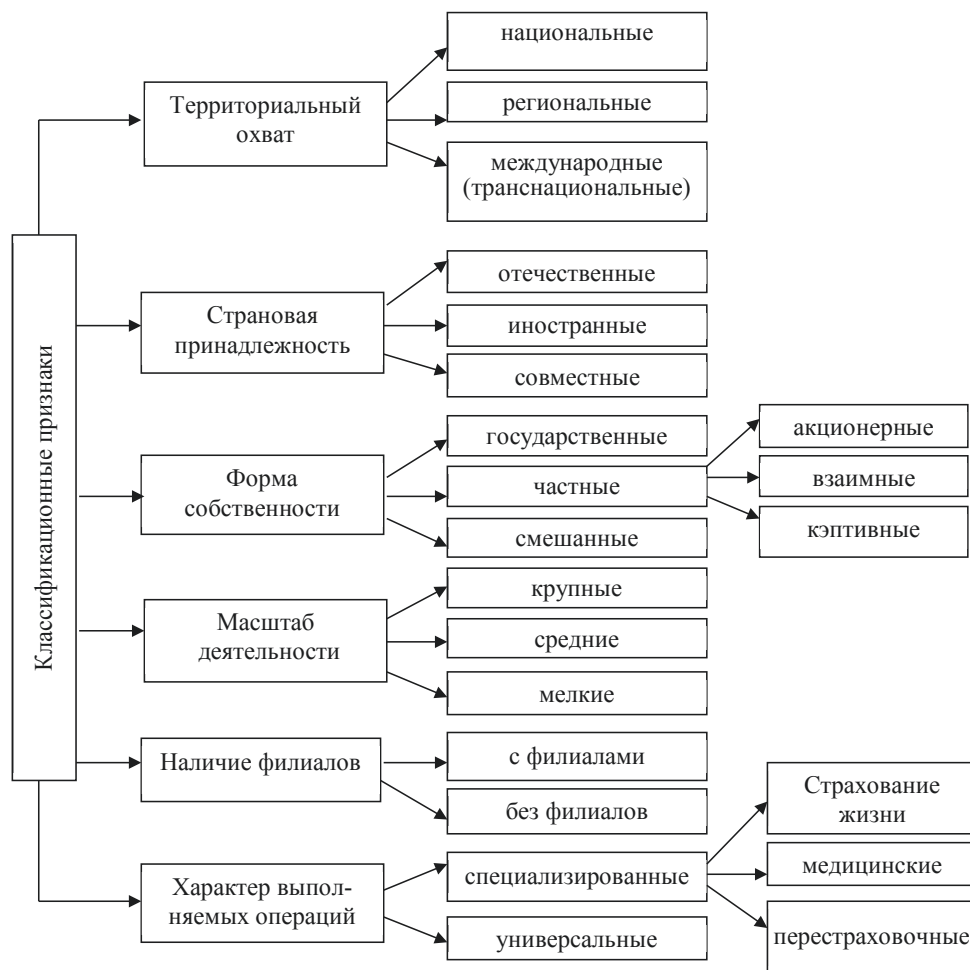 Классификационные признаки
Территориальный
охват
национальные
региональные
международные
(транснациональные)
Страновая
принадлежность
отечественные
иностранные
совместные
Форма
собственности
государственные
частные
смешанные
акционерные
взаимные
кэптивные
Масштаб
деятельности
крупные
средние
мелкие
Наличие филиалов
с филиалами
без филиалов
Характер выпол-
няемых операций
специализированные
универсальные
Страхование
жизни
медицинские
перестраховочные